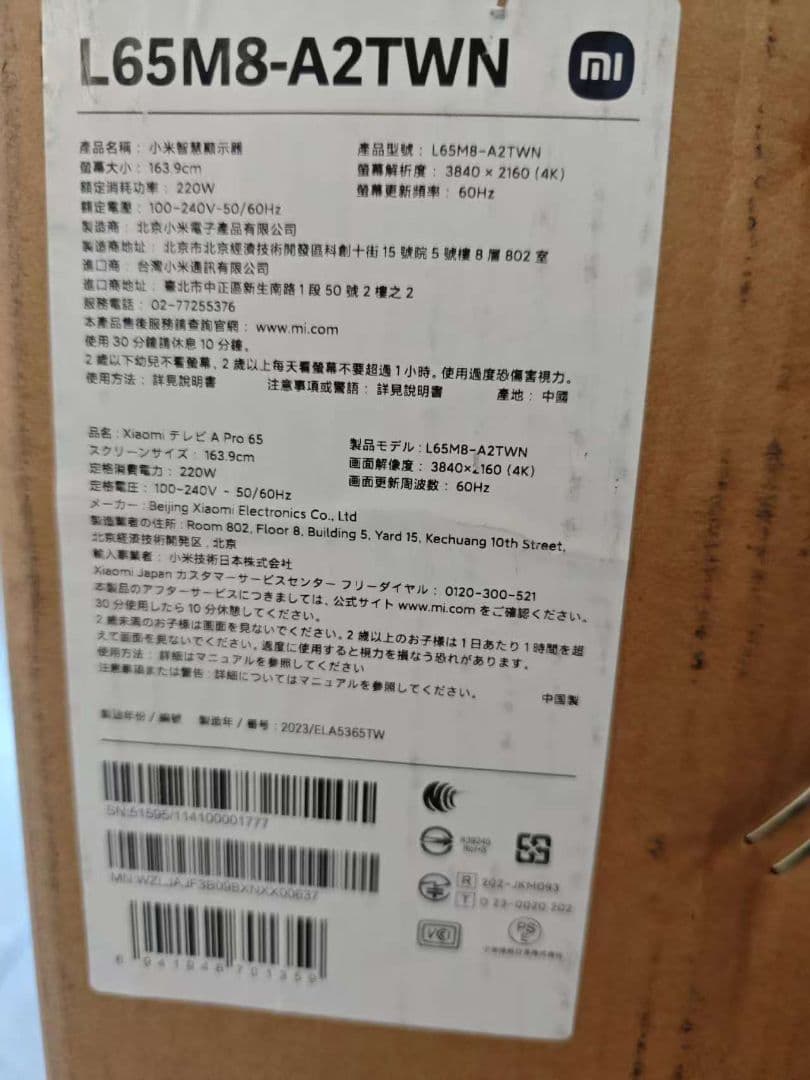 L65M8-A2TWN
mi
產品名稱：小米智慧顯示器
產品型號：L65M8-A2TWN
螢幕大小：163.9cm
螢幕解析度：3840 × 2160 (4K)
額定消耗功率：220W
螢幕更新頻率：60Hz
額定電壓：100-240V~50/60Hz
製造商：北京小米電子產品有限公司
製造商地址：北京市北京經濟技術開發區科創十街 15 號院 5 號樓 8 層 802 室
進口商：台灣小米通訊有限公司
進口商地址：臺北市中正區新生南路 1 段 50 號 2 樓之 2
服務電話：02-77255376
本產品售後服務請查詢官網：www.mi.com
使用 30 分鐘請休息 10 分鐘。
2 歲以下幼兒不看螢幕、2 歲以上每天看螢幕不要超過 1 小時。使用過度恐傷害視力。
使用方法：詳見說明書 注意事項或警語：詳見說明書 產地：中國
品名：Xiaomi テレビ A Pro 65
製品モデル：L65M8-A2TWN
スクリーンサイズ：163.9cm
画面解像度：3840×2160 (4K)
定格消費電力：220W
画面更新周波数：60Hz
定格電圧：100-240V ~ 50/60Hz
メーカー：Beijing Xiaomi Electronics Co., Ltd
製造業者の住所：Room 802, Floor 8, Building 5, Yard 15, Kechuang 10th Street,
北京経済技術開発区, 北京
輸入事業者：小米技術日本株式会社
Xiaomi Japan カスタマーサービスセンター フリーダイヤル：0120-300-521
本製品のアフターサービスにつきましては、公式サイト www.mi.com をご確認ください。
30 分使用したら 10 分休憩してください。
2 歳未満のお子様は画面を見ないでください。2 歳以上のお子様は 1 日あたり 1 時間を超
えて画面を見ないでください。過度に使用すると視力を損なう恐れがあります。
使用方法：詳細はマニュアルを参照してください
注意事項または警告：詳細についてはマニュアルを参照してください。
中国製
製造年份 / 編號 製造年 / 番号：2023/ELA5365TW
SN:51595/114100001777
R 202-JKM093
T
VCI
PS
E
6 941948 701359